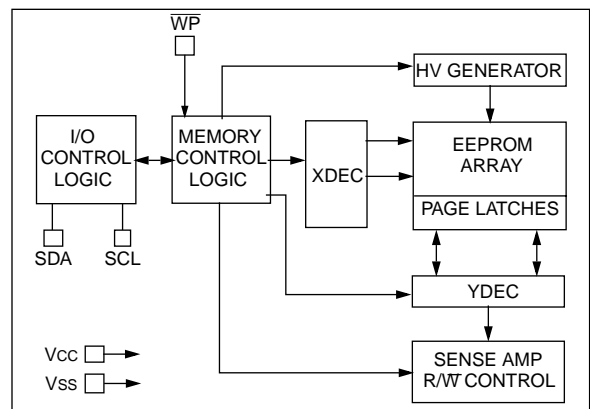 W̅P̅
HV GENERATOR
I/O
CONTROL
LOGIC
MEMORY
CONTROL
LOGIC
XDEC
EEPROM
ARRAY
PAGE LATCHES
SDA
SCL
YDEC
Vcc
Vss
SENSE AMP
R/W̅ CONTROL